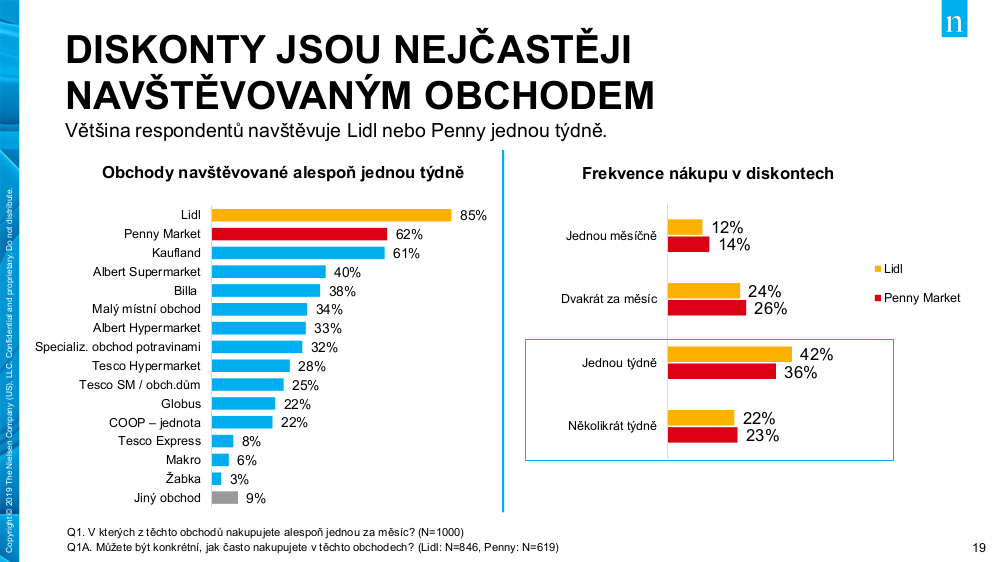 n
DISKONTY JSOU NEJČASTĚJI
NAVŠTĚVOVANÝM OBCHODEM
Většina respondentů navštěvuje Lidl nebo Penny jednou týdně.
Obchody navštěvované alespoň jednou týdně
Lidl 85%
Penny Market 62%
Kaufland 61%
Albert Supermarket 40%
Billa 38%
Malý místní obchod 34%
Albert Hypermarket 33%
Specializ. obchod potravinami 32%
Tesco Hypermarket 28%
Tesco SM / obch.dům 25%
Globus 22%
COOP – jednota 22%
Tesco Express 8%
Makro 6%
Žabka 3%
Jiný obchod 9%
Frekvence nákupu v diskontech
Jednou měsíčně 12% 14%
Dvakrát za měsíc 24% 26%
Jednou týdně 42% 36%
Několikrát týdně 22% 23%
Lidl
Penny Market
Q1. V kterých z těchto obchodů nakupujete alespoň jednou za měsíc? (N=1000)
Q1A. Můžete být konkrétní, jak často nakupujete v těchto obchodech? (Lidl: N=846, Penny: N=619)
19
Copyright © 2019 The Nielsen Company (US), LLC. Confidential and proprietary. Do not distribute.